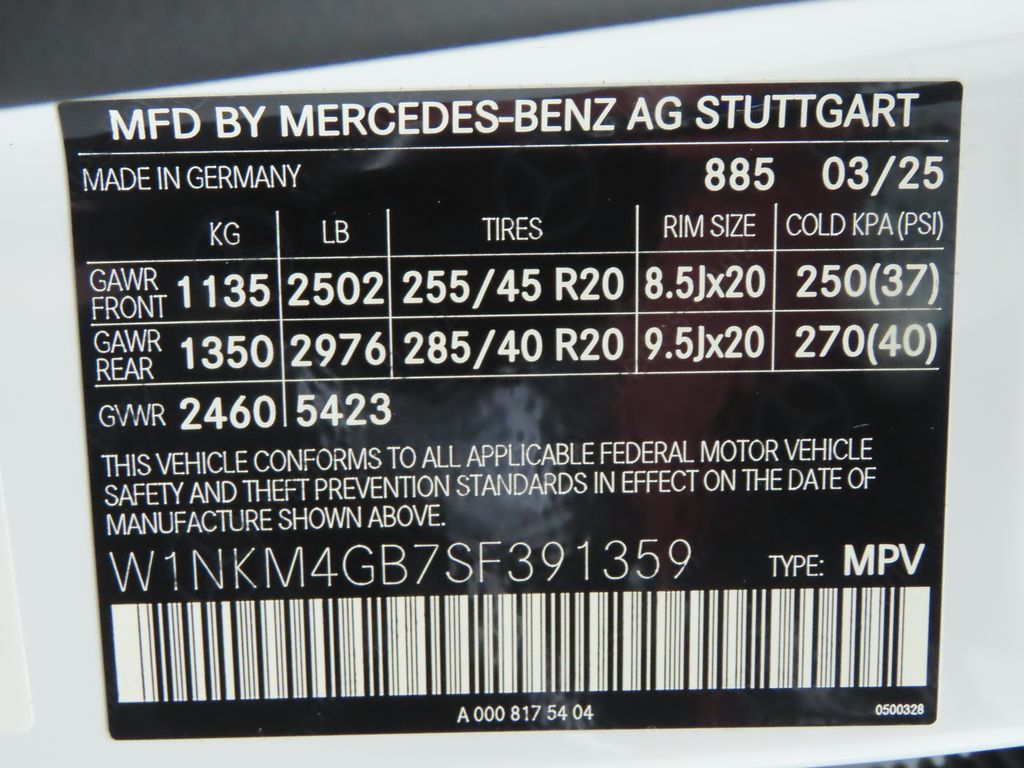 MFD BY MERCEDES-BENZ AG STUTTGART
MADE IN GERMANY 885 03/25
KG LB TIRES RIM SIZE COLD KPA (PSI)
GAWR FRONT 1135 2502 255/45 R20 8.5Jx20 250(37)
GAWR REAR 1350 2976 285/40 R20 9.5Jx20 270(40)
GVWR 2460 5423
THIS VEHICLE CONFORMS TO ALL APPLICABLE FEDERAL MOTOR VEHICLE
SAFETY AND THEFT PREVENTION STANDARDS IN EFFECT ON THE DATE OF
MANUFACTURE SHOWN ABOVE.
W1NKM4GB7SF391359 TYPE: MPV
A 000 817 54 04 0500328